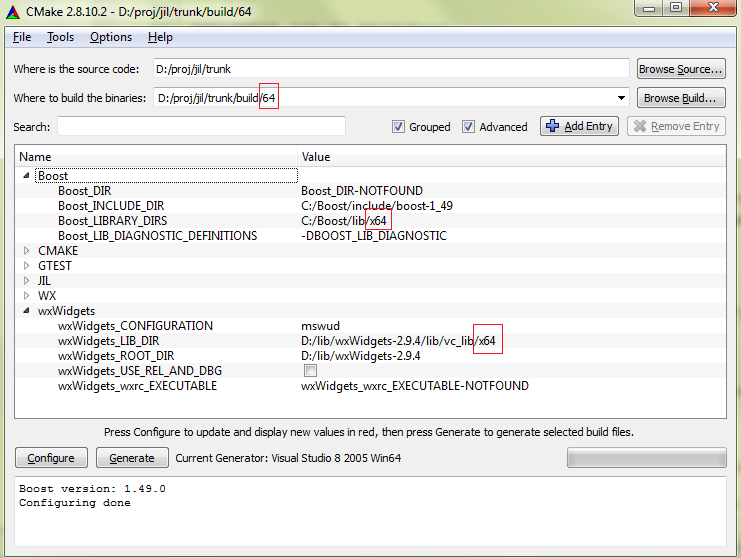 CMake 2.8.10.2 - D:/proj/jil/trunk/build/64
File Tools Options Help
Where is the source code: D:/proj/jil/trunk Browse Source...
Where to build the binaries: D:/proj/jil/trunk/build/64 Browse Build...
Search: Grouped Advanced Add Entry Remove Entry
Name Value
Boost
Boost_DIR Boost_DIR-NOTFOUND
Boost_INCLUDE_DIR C:/Boost/include/boost-1_49
Boost_LIBRARY_DIRS C:/Boost/lib/x64
Boost_LIB_DIAGNOSTIC_DEFINITIONS -DBOOST_LIB_DIAGNOSTIC
CMAKE
GTEST
JIL
WX
wxWidgets
wxWidgets_CONFIGURATION mswud
wxWidgets_LIB_DIR D:/lib/wxWidgets-2.9.4/lib/vc_lib/x64
wxWidgets_ROOT_DIR D:/lib/wxWidgets-2.9.4
wxWidgets_USE_REL_AND_DBG
wxWidgets_wxrc_EXECUTABLE wxWidgets_wxrc_EXECUTABLE-NOTFOUND
Press Configure to update and display new values in red, then press Generate to generate selected build files.
Configure Generate Current Generator: Visual Studio 8 2005 Win64
Boost version: 1.49.0
Configuring done